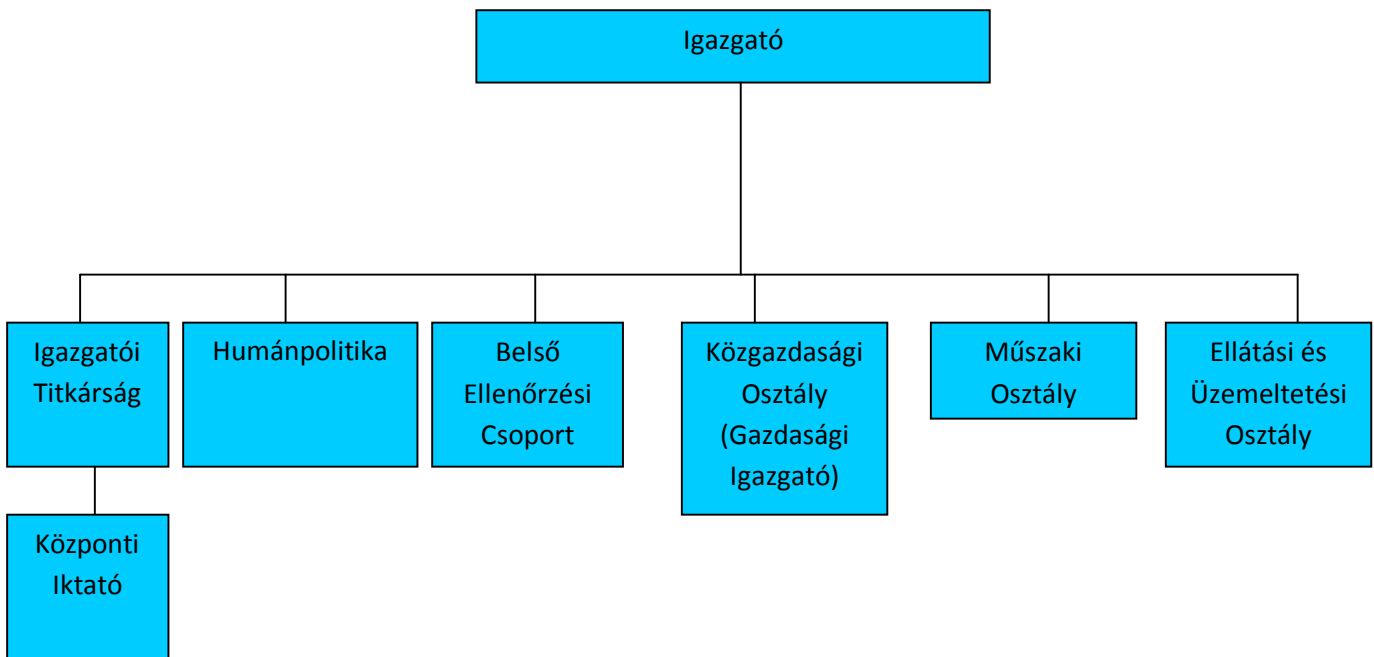 Igazgató
Igazgatói
Titkárság
Humánpolitika
Belső
Ellenőrzési
Csoport
Közgazdasági
Osztály
(Gazdasági
Igazgató)
Műszaki
Osztály
Ellátási és
Üzemeltetési
Osztály
Központi
Iktató